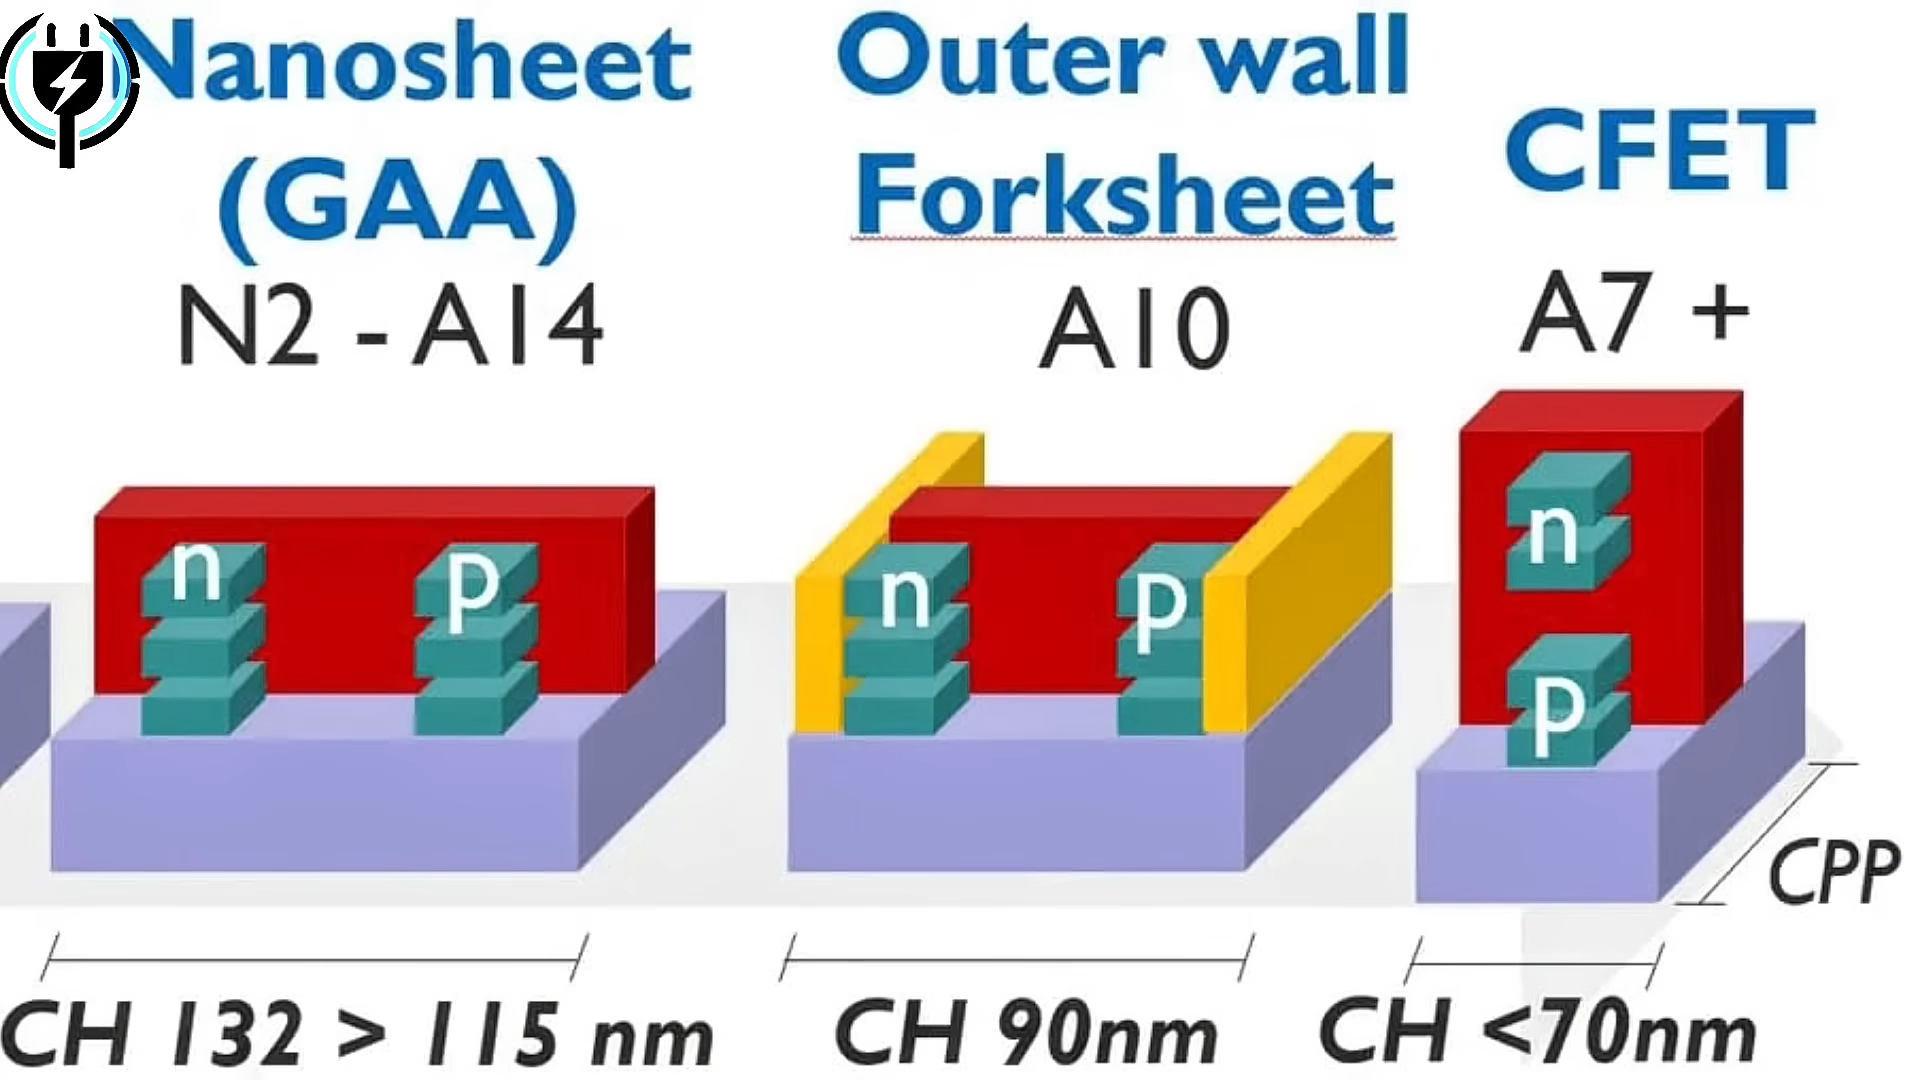 Nanosheet
(GAA)
N2 - A14
n
p
CH 132 > 115 nm
Outer wall
Forksheet
A10
n
p
CH 90nm
CFET
A7 +
n
p
CPP
CH <70nm